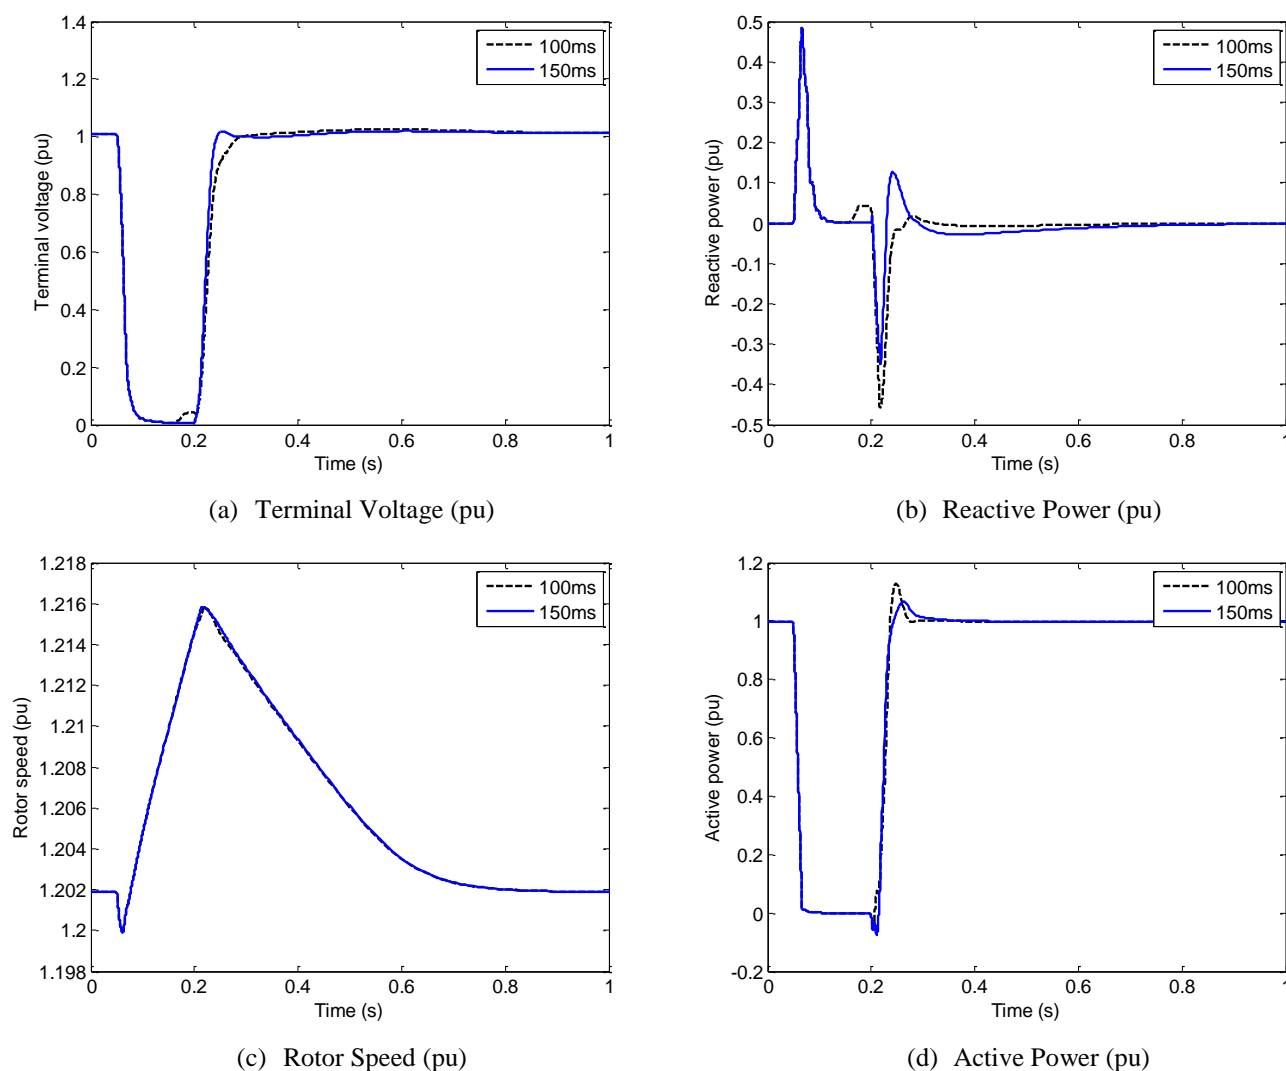 1.4
1.2
1
0.8
0.6
0.4
0.2
0
0 0.2 0.4 0.6 0.8 1
Time (s)
Terminal voltage (pu)
100ms
150ms
(a) Terminal Voltage (pu)
0.5
0.4
0.3
0.2
0.1
0
-0.1
-0.2
-0.3
-0.4
-0.5
0 0.2 0.4 0.6 0.8 1
Time (s)
Reactive power (pu)
100ms
150ms
(b) Reactive Power (pu)
1.218
1.216
1.214
1.212
1.21
1.208
1.206
1.204
1.202
1.2
1.198
0 0.2 0.4 0.6 0.8 1
Time (s)
Rotor speed (pu)
100ms
150ms
(c) Rotor Speed (pu)
1.2
1
0.8
0.6
0.4
0.2
0
-0.2
0 0.2 0.4 0.6 0.8 1
Time (s)
Active power (pu)
100ms
150ms
(d) Active Power (pu)